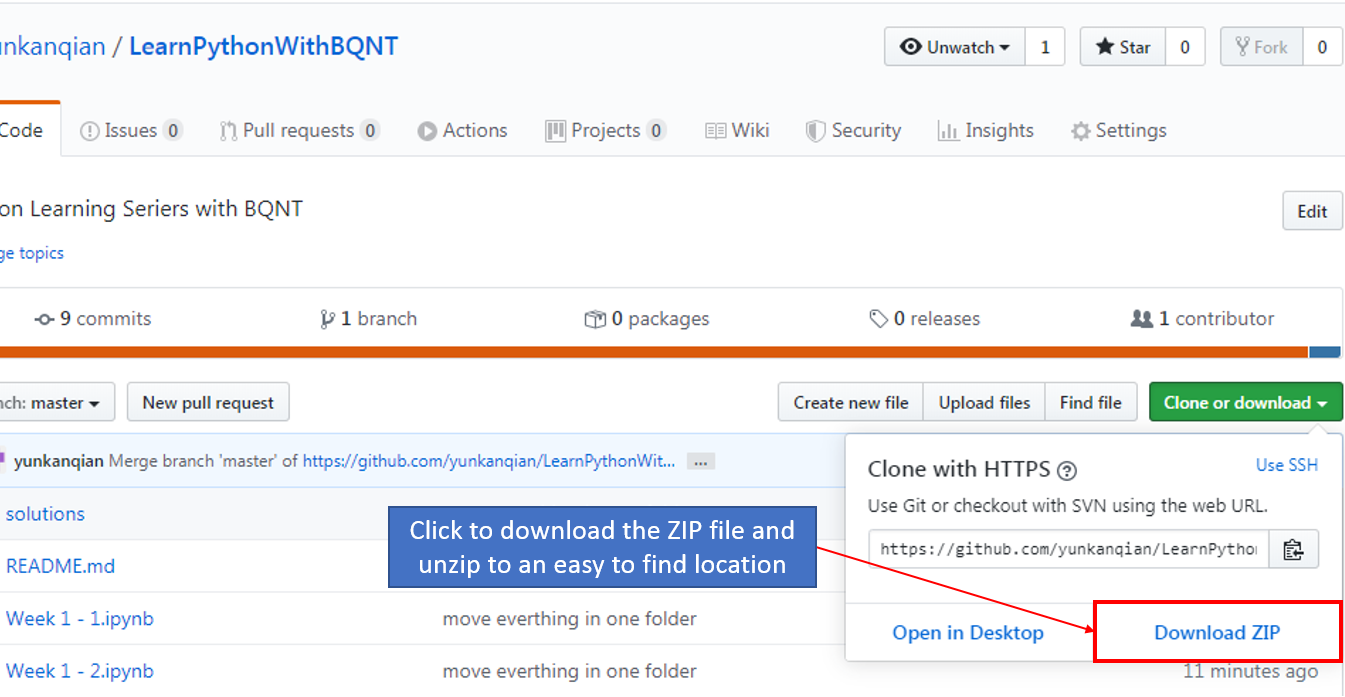 unkanqian / LearnPythonWithBQNT
Unwatch 1 Star 0 Fork 0
Code Issues 0 Pull requests 0 Actions Projects 0 Wiki Security Insights Settings
on Learning Seriers with BQNT
Edit
ge topics
9 commits 1 branch 0 packages 0 releases 1 contributor
nch: master New pull request Create new file Upload files Find file Clone or download
yunkanqian Merge branch 'master' of https://github.com/yunkanqian/LearnPythonWit... ...
Clone with HTTPS ? Use SSH
Use Git or checkout with SVN using the web URL.
https://github.com/yunkanqian/LearnPytho
Open in Desktop Download ZIP
solutions
Click to download the ZIP file and
unzip to an easy to find location
README.md
Week 1 - 1.ipynb move everthing in one folder
Week 1 - 2.ipynb move everthing in one folder 11 minutes ago